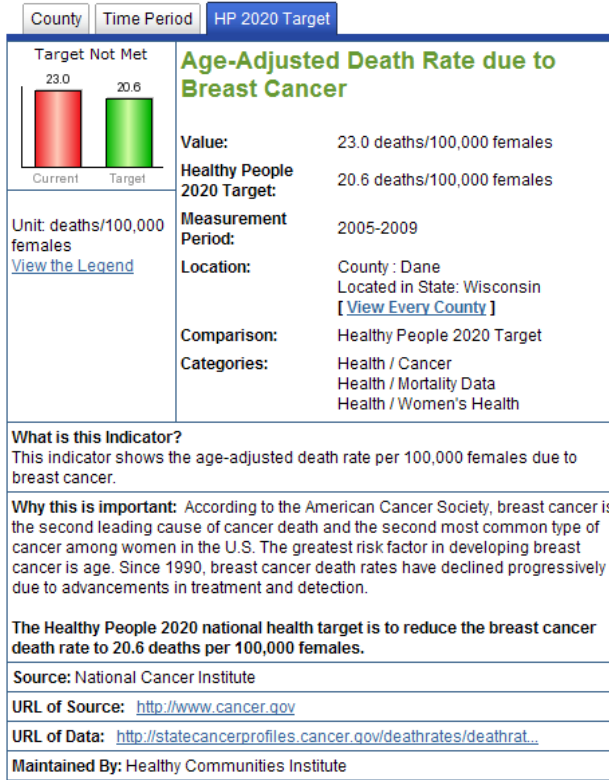 County
Time Period
HP 2020 Target
Target Not Met
23.0
20.6
Current
Target
Unit: deaths/100,000
females
View the Legend
Age-Adjusted Death Rate due to
Breast Cancer
Value: 23.0 deaths/100,000 females
Healthy People
2020 Target: 20.6 deaths/100,000 females
Measurement
Period: 2005-2009
Location: County : Dane
Located in State: Wisconsin
[ View Every County ]
Comparison: Healthy People 2020 Target
Categories: Health / Cancer
Health / Mortality Data
Health / Women's Health
What is this Indicator?
This indicator shows the age-adjusted death rate per 100,000 females due to
breast cancer.
Why this is important: According to the American Cancer Society, breast cancer is
the second leading cause of cancer death and the second most common type of
cancer among women in the U.S. The greatest risk factor in developing breast
cancer is age. Since 1990, breast cancer death rates have declined progressively
due to advancements in treatment and detection.
The Healthy People 2020 national health target is to reduce the breast cancer
death rate to 20.6 deaths per 100,000 females.
Source: National Cancer Institute
URL of Source: http://www.cancer.gov
URL of Data: http://statecancerprofiles.cancer.gov/deathrates/deathrat...
Maintained By: Healthy Communities Institute